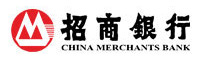 招商银行
CHINA MERCHANTS BANK